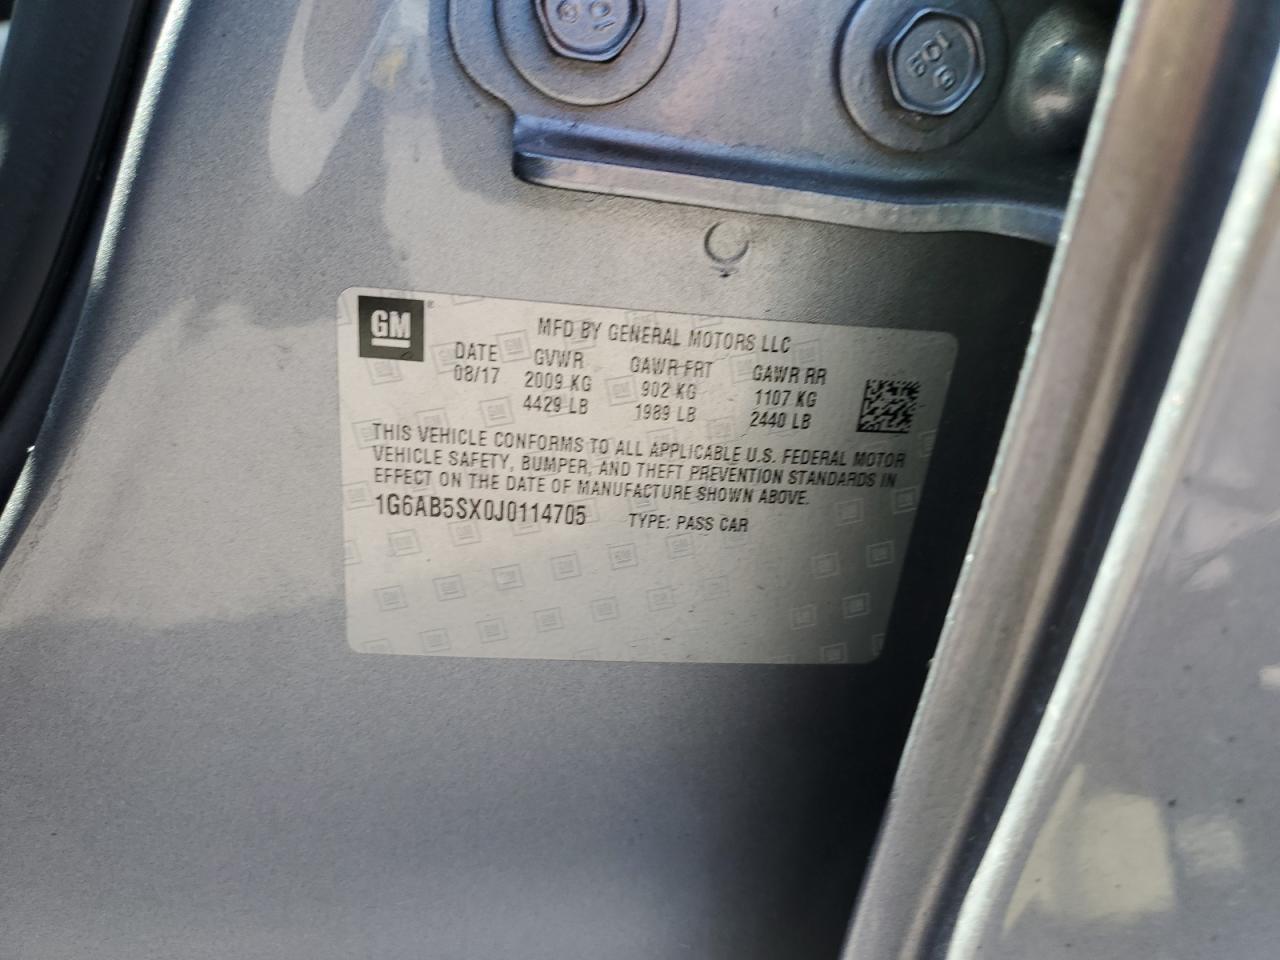 GM
MFD BY GENERAL MOTORS LLC
DATE GVWR GAWR FRT GAWR RR
08/17 2009 KG 902 KG 1107 KG
4429 LB 1989 LB 2440 LB
THIS VEHICLE CONFORMS TO ALL APPLICABLE U.S. FEDERAL MOTOR
VEHICLE SAFETY, BUMPER, AND THEFT PREVENTION STANDARDS IN
EFFECT ON THE DATE OF MANUFACTURE SHOWN ABOVE.
1G6AB5SX0J0114705 TYPE: PASS CAR